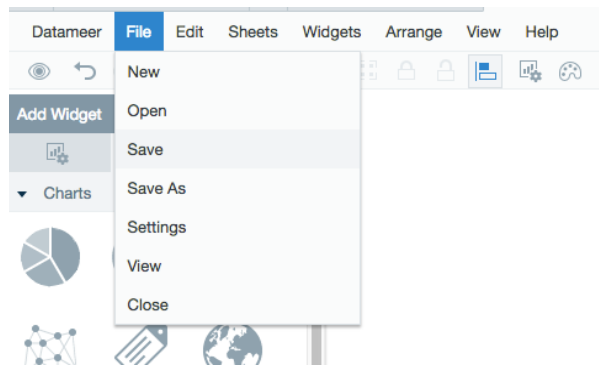 Datameer File Edit Sheets Widgets Arrange View Help
New
Add Widget
Open
Save
Charts
Save As
Settings
View
Close